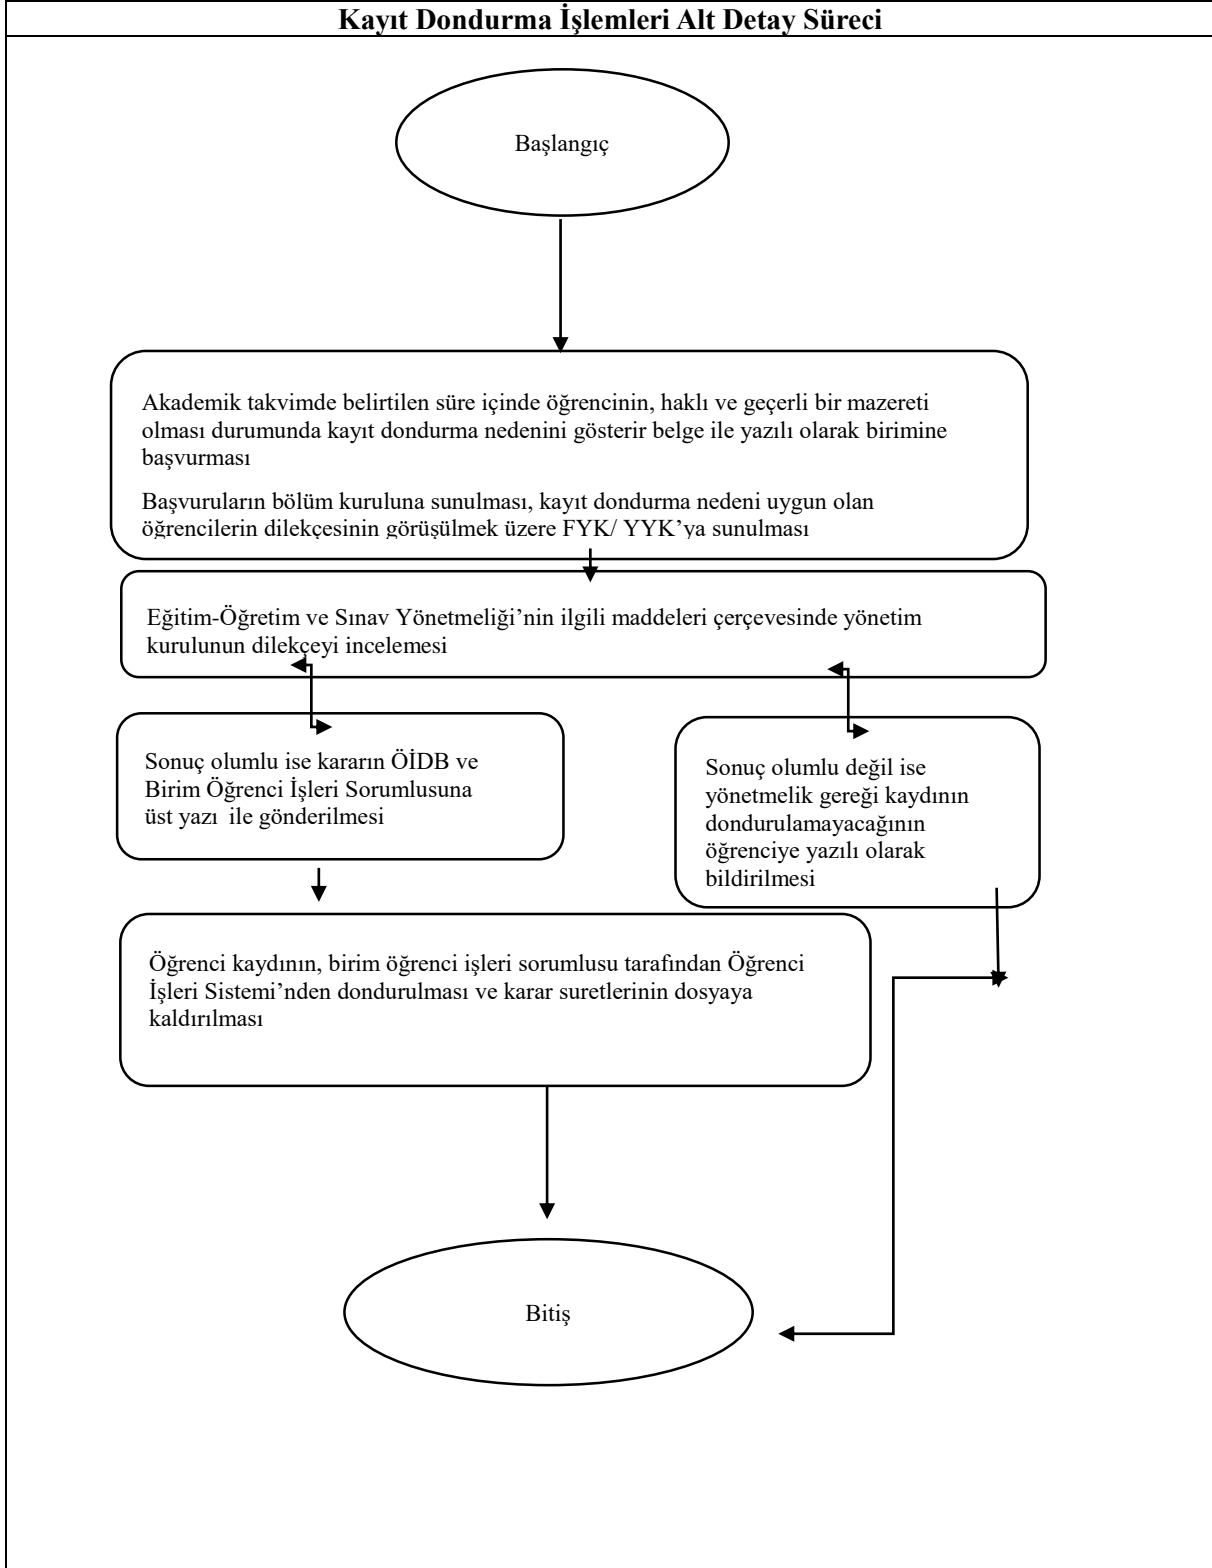 Kayıt Dondurma İşlemleri Alt Detay Süreci
Başlangıç
Akademik takvimde belirtilen süre içinde öğrencinin, haklı ve geçerli bir mazereti
olması durumunda kayıt dondurma nedenini gösterir belge ile yazılı olarak birimine
başvurması
Başvuruların bölüm kuruluna sunulması, kayıt dondurma nedeni uygun olan
öğrencilerin dilekçesinin görüşülmek üzere FYK/ YYK’ya sunulması
Eğitim-Öğretim ve Sınav Yönetmeliği’nin ilgili maddeleri çerçevesinde yönetim
kurulunun dilekçeyi incelemesi
Sonuç olumlu ise kararın ÖİDB ve
Birim Öğrenci İşleri Sorumlusuna
üst yazı  ile gönderilmesi
Sonuç olumlu değil ise
yönetmelik gereği kaydının
dondurulamayacağının
öğrenciye yazılı olarak
bildirilmesi
Öğrenci kaydının, birim öğrenci işleri sorumlusu tarafından Öğrenci
İşleri Sistemi’nden dondurulması ve karar suretlerinin dosyaya
kaldırılması
Bitiş